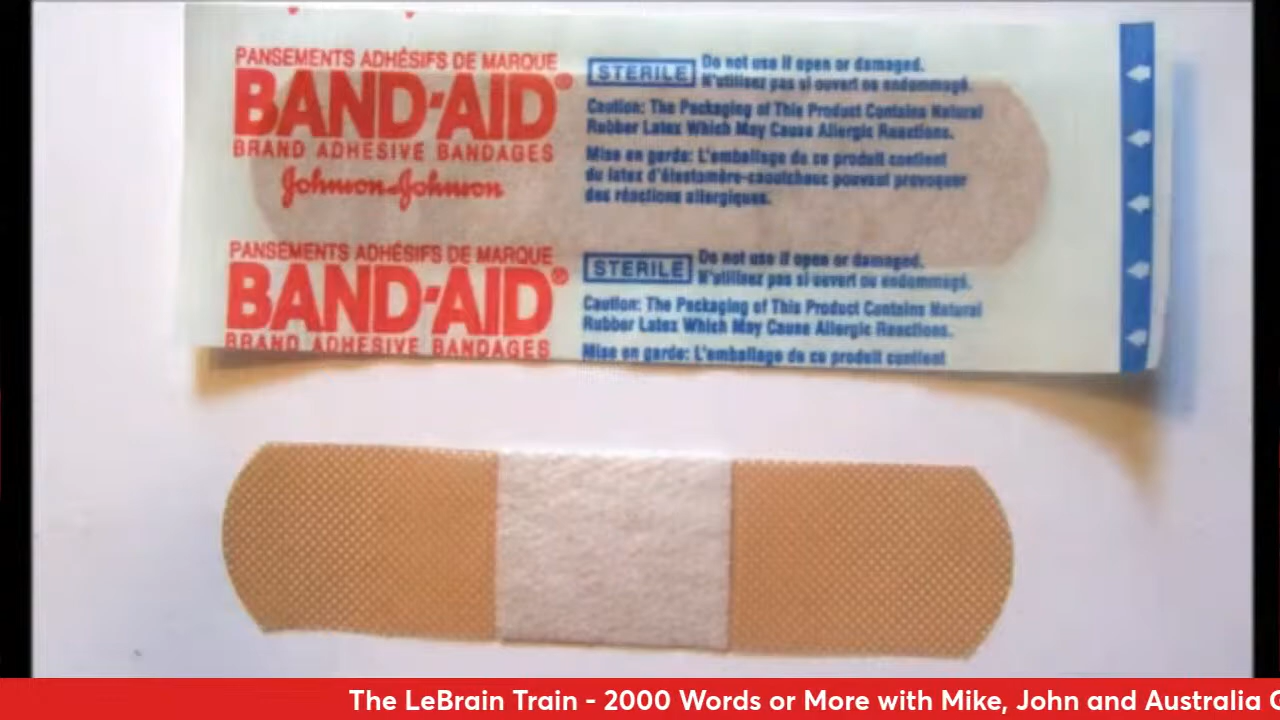 PANSEMENTS ADHÉSIFS DE MARQUE
BAND-AID®
BRAND ADHESIVE BANDAGES
Johnson & Johnson
STERILE
Do not use if open or damaged.
N'utilisez pas si ouvert ou endommagé.
Caution: The Packaging of This Product Contains Natural
Rubber Latex Which May Cause Allergic Reactions.
Mise en garde: L'emballage de ce produit contient
du latex d'élastomère-caoutchouc pouvant provoquer
des réactions allergiques.
PANSEMENTS ADHÉSIFS DE MARQUE
BAND-AID®
BRAND ADHESIVE BANDAGES
STERILE
Do not use if open or damaged.
N'utilisez pas si ouvert ou endommagé.
Caution: The Packaging of This Product Contains Natural
Rubber Latex Which May Cause Allergic Reactions.
Mise en garde: L'emballage de ce produit contient
The LeBrain Train - 2000 Words or More with Mike, John and Australia